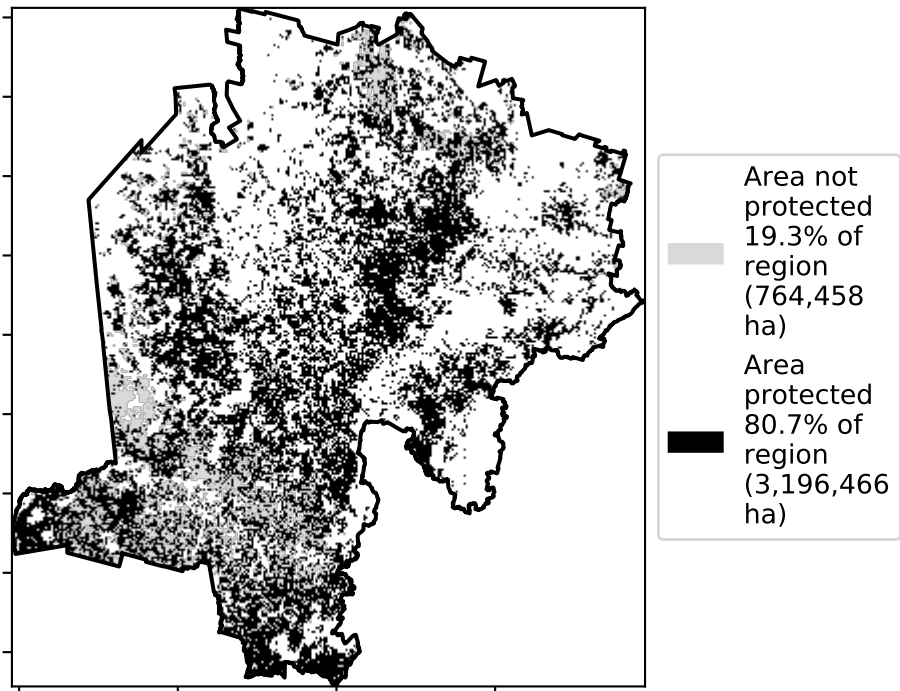 Area not
protected
19.3% of
region
(764,458
ha)
Area
protected
80.7% of
region
(3,196,466
ha)